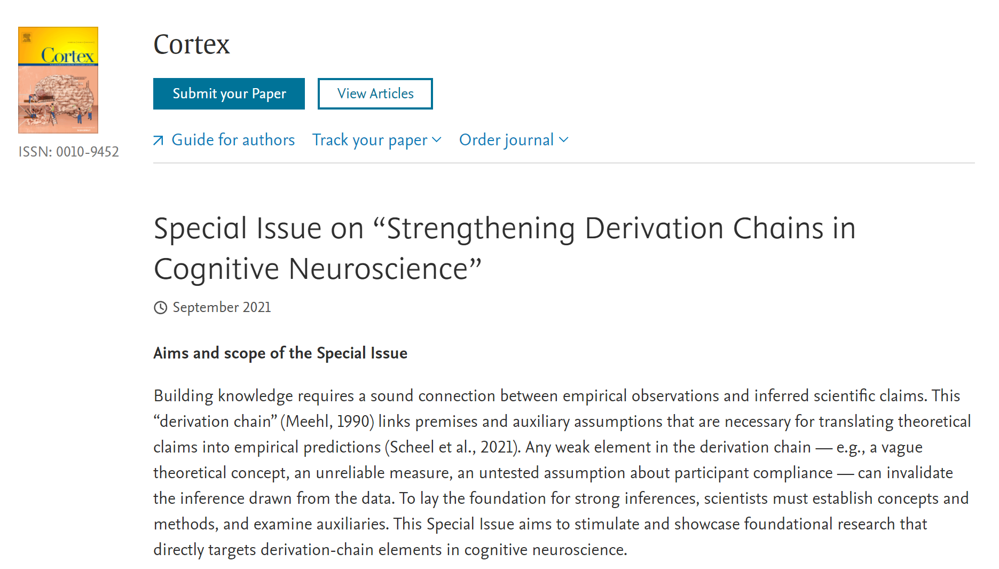 Cortex
Cortex
Submit your Paper
View Articles
Guide for authors
Track your paper
Order journal
ISSN: 0010-9452
Special Issue on “Strengthening Derivation Chains in
Cognitive Neuroscience”
September 2021
Aims and scope of the Special Issue
Building knowledge requires a sound connection between empirical observations and inferred scientific claims. This
“derivation chain” (Meehl, 1990) links premises and auxiliary assumptions that are necessary for translating theoretical
claims into empirical predictions (Scheel et al., 2021). Any weak element in the derivation chain — e.g., a vague
theoretical concept, an unreliable measure, an untested assumption about participant compliance — can invalidate
the inference drawn from the data. To lay the foundation for strong inferences, scientists must establish concepts and
methods, and examine auxiliaries. This Special Issue aims to stimulate and showcase foundational research that
directly targets derivation-chain elements in cognitive neuroscience.